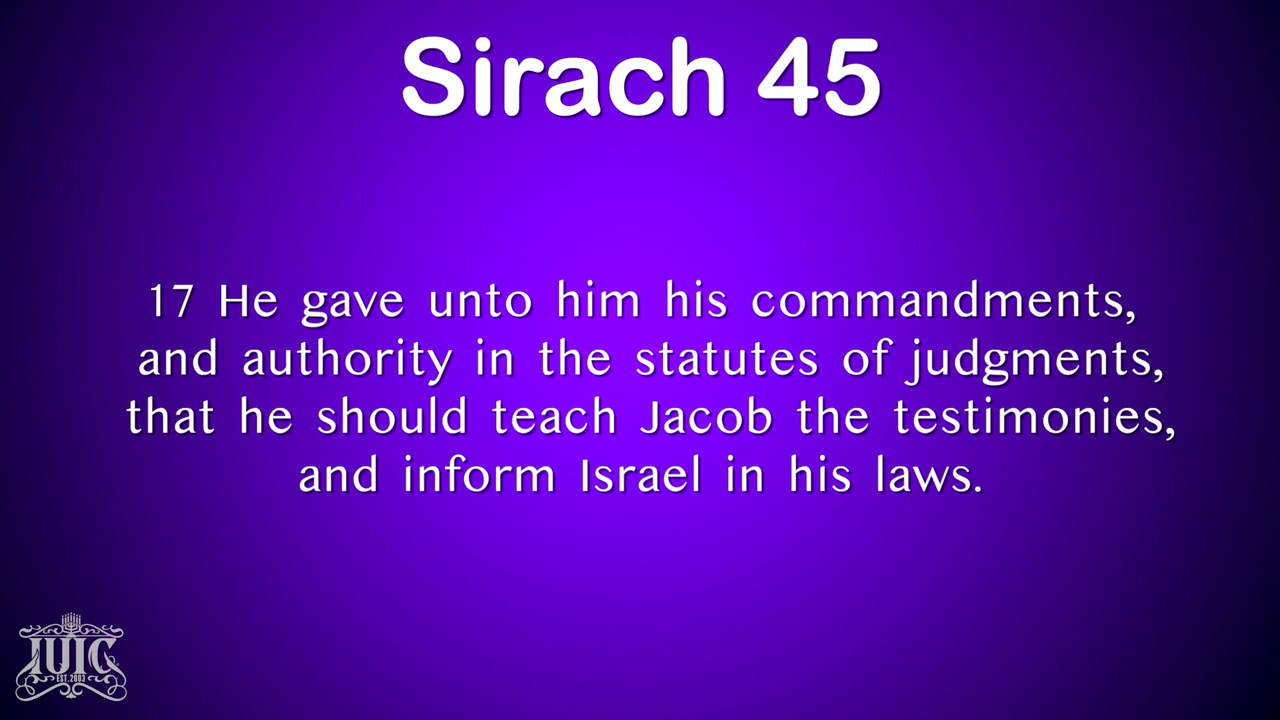 Sirach 45
17 He gave unto him his commandments,
and authority in the statutes of judgments,
that he should teach Jacob the testimonies,
and inform Israel in his laws.
IUIC
EST. 2003